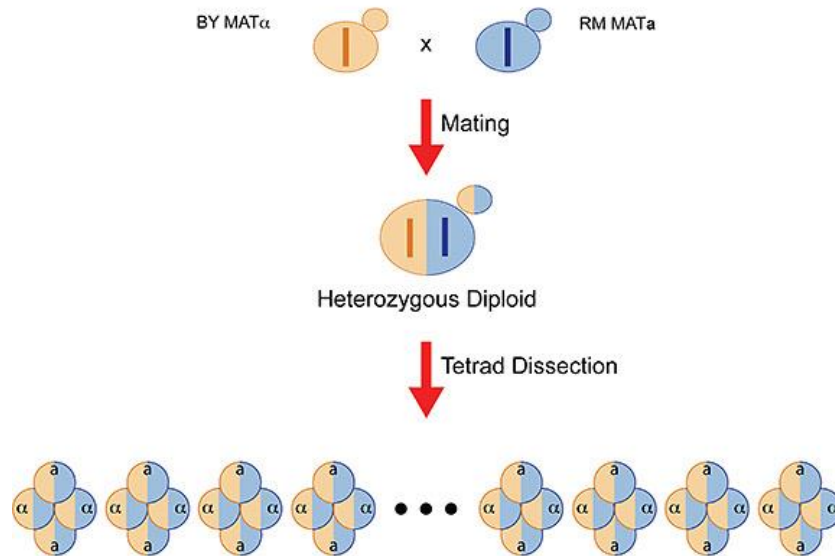 BY MATα x RM MATa
Mating
Heterozygous Diploid
Tetrad Dissection
a a a a a a a a
α α α α α α α α α α α α α α α α
a a a a a a a a